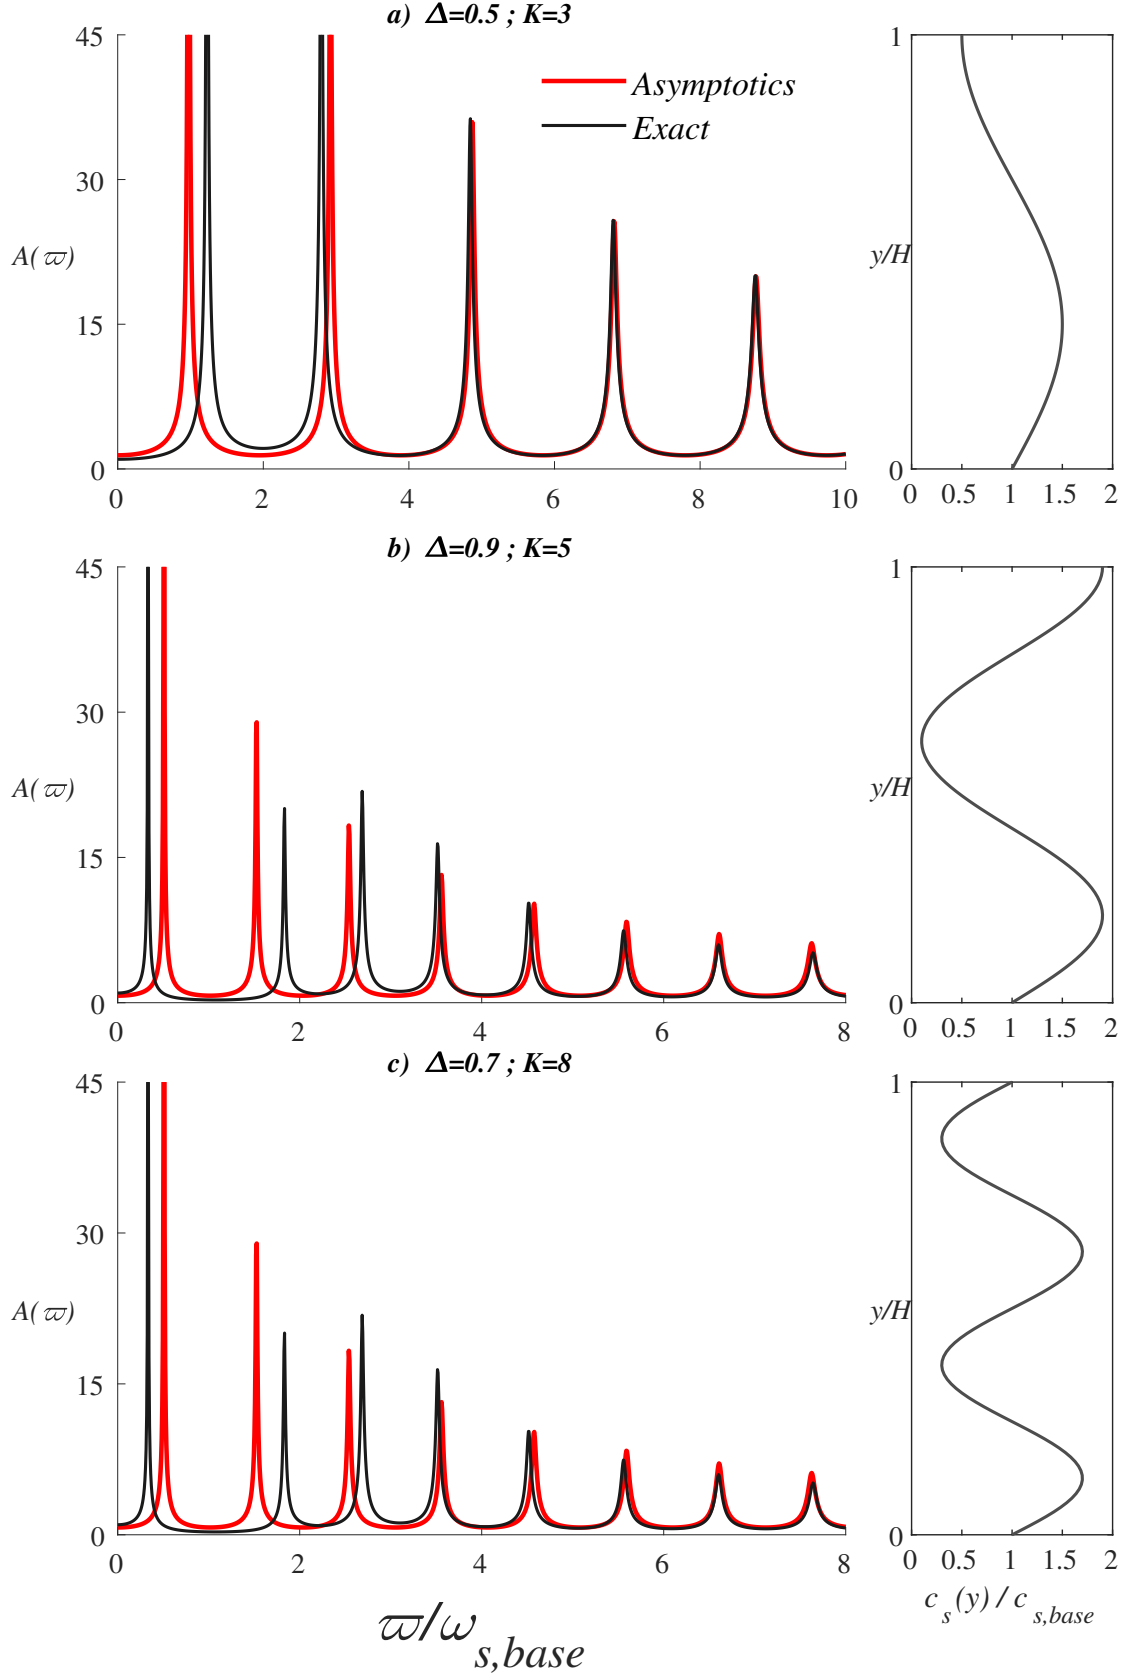 a) Δ=0.5 ; K=3
45
30
A(ϖ)
15
0
0 2 4 6 8 10
Asymptotics
Exact
1
y/H
0
0 0.5 1 1.5 2
b) Δ=0.9 ; K=5
45
30
A(ϖ)
15
0
0 2 4 6 8
1
y/H
0
0 0.5 1 1.5 2
c) Δ=0.7 ; K=8
45
30
A(ϖ)
15
0
0 2 4 6 8
ϖ/ω s,base
1
y/H
0
0 0.5 1 1.5 2
c s (y) / c s,base